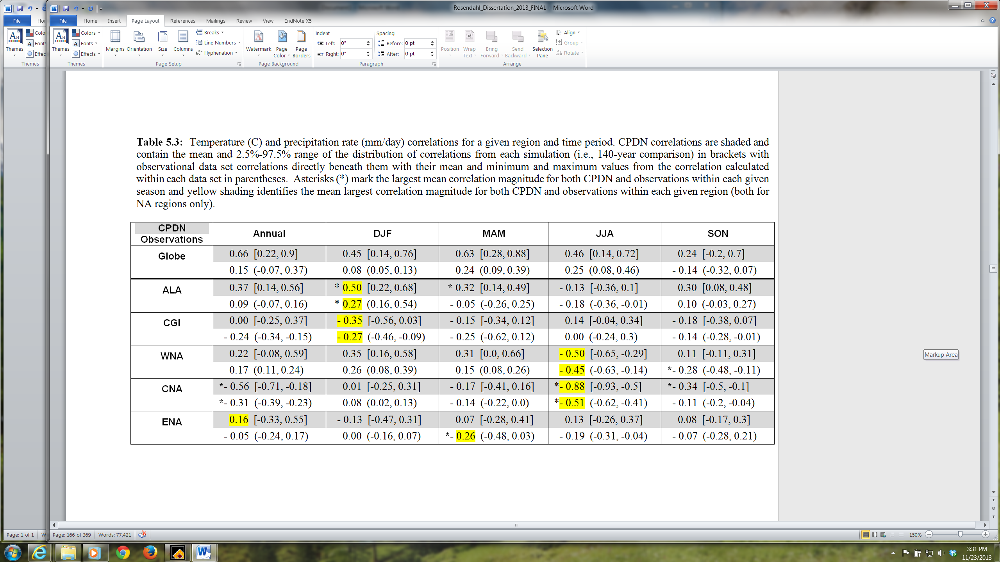 Rosendahl_Dissertation_2013_FINAL - Microsoft Word
File Hor
File Home Insert Page Layout References Mailings Review View EndNote X5
Themes Colo Fonts Effec Themes
Themes Colors Fonts Effects Themes
Margins Orientation Size Columns Breaks Line Numbers Hyphenation Page Setup
Watermark Page Color Page Borders Page Background
Indent Left: 0" Right: 0" Spacing Before: 0 pt After: 0 pt Paragraph
Position Wrap Text Bring Forward Send Backward Selection Pane Align Group Rotate Arrange
Table 5.3: Temperature (C) and precipitation rate (mm/day) correlations for a given region and time period. CPDN correlations are shaded and
contain the mean and 2.5%-97.5% range of the distribution of correlations from each simulation (i.e., 140-year comparison) in brackets with
observational data set correlations directly beneath them with their mean and minimum and maximum values from the correlation calculated
within each data set in parentheses. Asterisks (*) mark the largest mean correlation magnitude for both CPDN and observations within each given
season and yellow shading identifies the mean largest correlation magnitude for both CPDN and observations within each given region (both for
NA regions only).
CPDN
Observations Annual DJF MAM JJA SON
Globe 0.66 [0.22, 0.9] 0.45 [0.14, 0.76] 0.63 [0.28, 0.88] 0.46 [0.14, 0.72] 0.24 [-0.2, 0.7]
0.15 (-0.07, 0.37) 0.08 (0.05, 0.13) 0.24 (0.09, 0.39) 0.25 (0.08, 0.46) - 0.14 (-0.32, 0.07)
ALA 0.37 [0.14, 0.56] * 0.50 [0.22, 0.68] * 0.32 [0.14, 0.49] - 0.13 [-0.36, 0.1] 0.30 [0.08, 0.48]
0.09 (-0.07, 0.16) * 0.27 (0.16, 0.54) - 0.05 (-0.26, 0.25) - 0.18 (-0.36, -0.01) 0.10 (-0.03, 0.27)
CGI 0.00 [-0.25, 0.37] - 0.35 [-0.56, 0.03] - 0.15 [-0.34, 0.12] 0.14 [-0.04, 0.34] - 0.18 [-0.38, 0.07]
- 0.24 (-0.34, -0.15) - 0.27 (-0.46, -0.09) - 0.25 (-0.62, 0.12) 0.00 (-0.24, 0.3) - 0.14 (-0.28, -0.01)
WNA 0.22 [-0.08, 0.59] 0.35 [0.16, 0.58] 0.31 [0.0, 0.66] - 0.50 [-0.65, -0.29] 0.11 [-0.11, 0.31]
0.17 (0.11, 0.24) 0.26 (0.08, 0.39) 0.15 (0.08, 0.26) - 0.45 (-0.63, -0.14) *- 0.28 (-0.48, -0.11)
CNA *- 0.56 [-0.71, -0.18] 0.01 [-0.25, 0.31] - 0.17 [-0.41, 0.16] *- 0.88 [-0.93, -0.5] *- 0.34 [-0.5, -0.1]
*- 0.31 (-0.39, -0.23) 0.08 (0.02, 0.13) - 0.14 (-0.22, 0.0) *- 0.51 (-0.62, -0.41) - 0.11 (-0.2, -0.04)
ENA 0.16 [-0.33, 0.55] - 0.13 [-0.47, 0.31] 0.07 [-0.28, 0.41] 0.13 [-0.26, 0.37] 0.08 [-0.17, 0.3]
- 0.05 (-0.24, 0.17) 0.00 (-0.16, 0.07) *- 0.26 (-0.48, 0.03) - 0.19 (-0.31, -0.04) - 0.07 (-0.28, 0.21)
Markup Area
Page: 1 of 1 W
Page: 166 of 369 Words: 77,421 150%
3:31 PM
11/23/2013